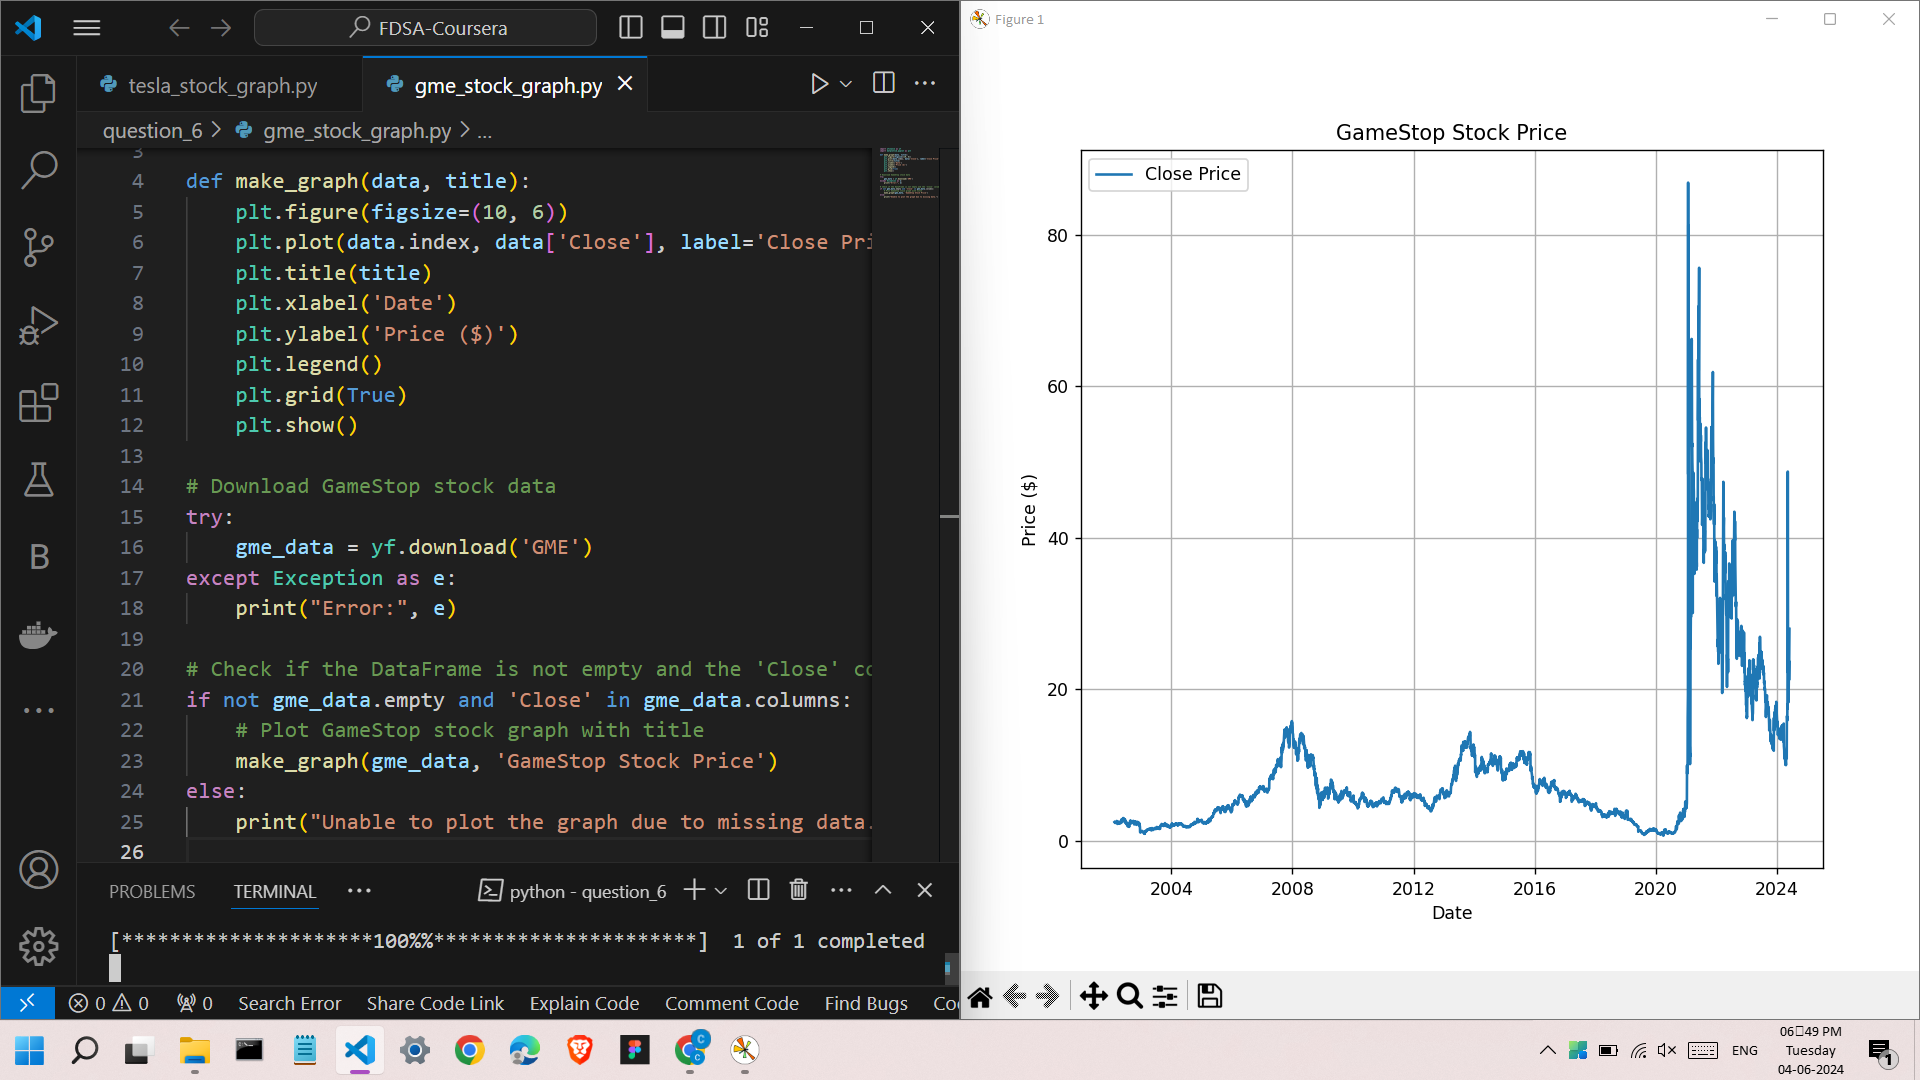 FDSA-Coursera
tesla_stock_graph.py
gme_stock_graph.py
question_6 > gme_stock_graph.py > ...
3
4 def make_graph(data, title):
5 plt.figure(figsize=(10, 6))
6 plt.plot(data.index, data['Close'], label='Close Pri
7 plt.title(title)
8 plt.xlabel('Date')
9 plt.ylabel('Price ($)')
10 plt.legend()
11 plt.grid(True)
12 plt.show()
13
14 # Download GameStop stock data
15 try:
16 gme_data = yf.download('GME')
17 except Exception as e:
18 print("Error:", e)
19
20 # Check if the DataFrame is not empty and the 'Close' co
21 if not gme_data.empty and 'Close' in gme_data.columns:
22 # Plot GameStop stock graph with title
23 make_graph(gme_data, 'GameStop Stock Price')
24 else:
25 print("Unable to plot the graph due to missing data.
26
PROBLEMS TERMINAL ... python - question_6
[*********************100%%**********************] 1 of 1 completed
0 0 0 Search Error Share Code Link Explain Code Comment Code Find Bugs Co
Figure 1
GameStop Stock Price
Close Price
80
60
40
20
0
Price ($)
2004 2008 2012 2016 2020 2024
Date
B
ENG
06:49 PM
Tuesday
04-06-2024
1